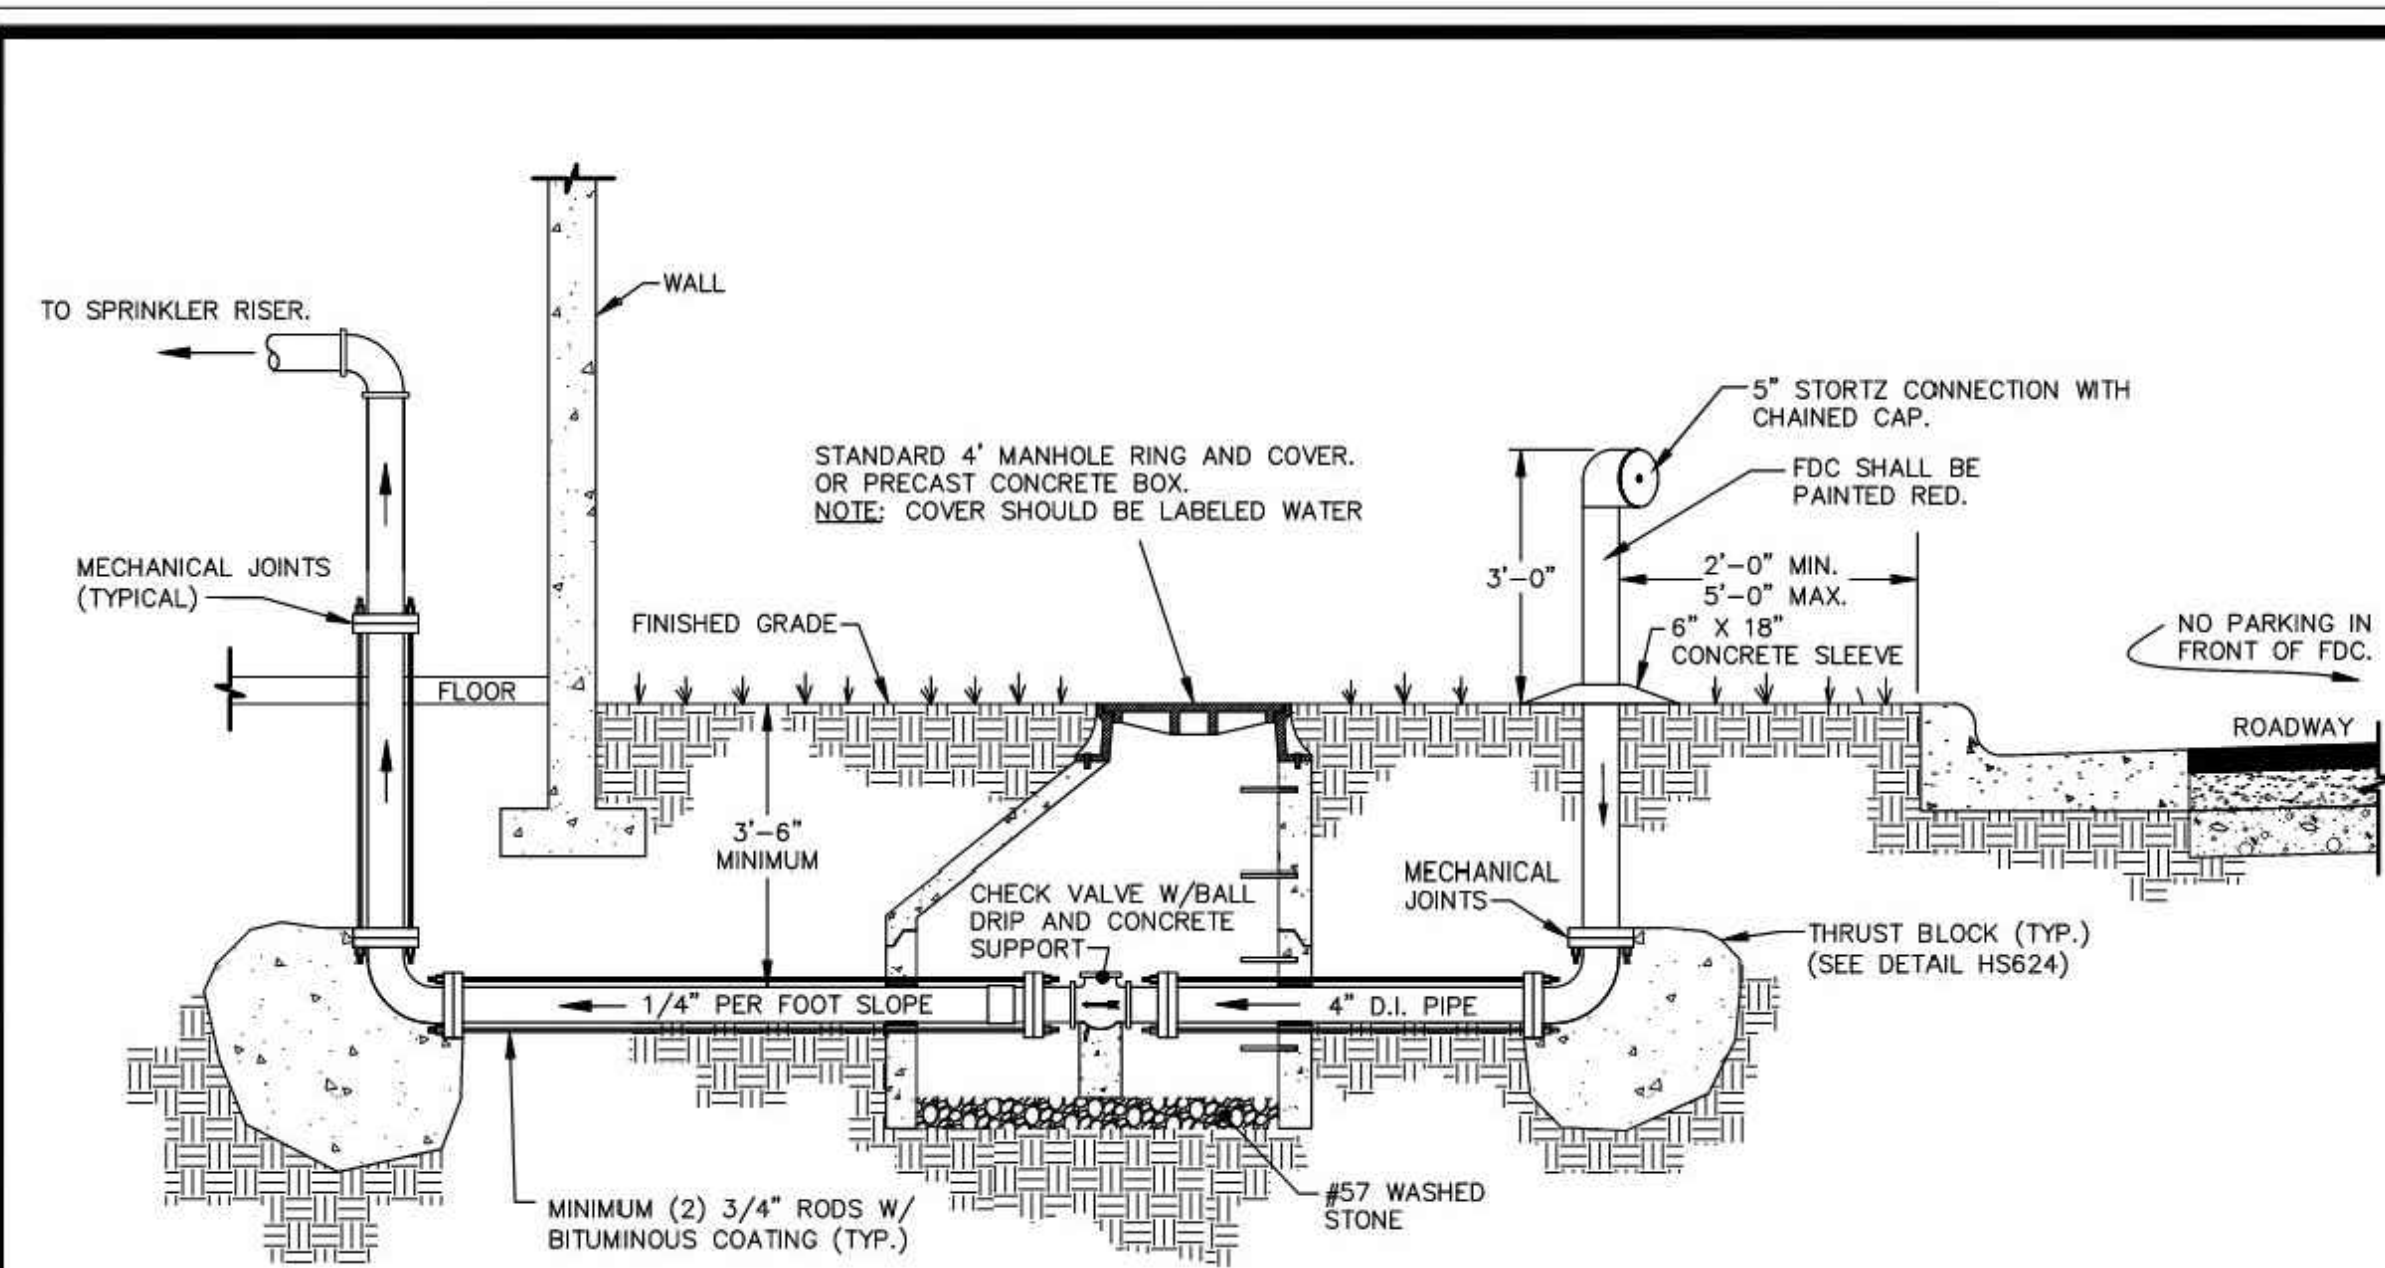 TO SPRINKLER RISER.
WALL
MECHANICAL JOINTS
(TYPICAL)
FLOOR
FINISHED GRADE
STANDARD 4' MANHOLE RING AND COVER.
OR PRECAST CONCRETE BOX.
NOTE: COVER SHOULD BE LABELED WATER
5" STORTZ CONNECTION WITH
CHAINED CAP.
FDC SHALL BE
PAINTED RED.
3'-0"
2'-0" MIN.
5'-0" MAX.
6" X 18"
CONCRETE SLEEVE
NO PARKING IN
FRONT OF FDC.
ROADWAY
3'-6"
MINIMUM
CHECK VALVE W/BALL
DRIP AND CONCRETE
SUPPORT
MECHANICAL
JOINTS
THRUST BLOCK (TYP.)
(SEE DETAIL HS624)
1/4" PER FOOT SLOPE
4" D.I. PIPE
MINIMUM (2) 3/4" RODS W/
BITUMINOUS COATING (TYP.)
#57 WASHED
STONE